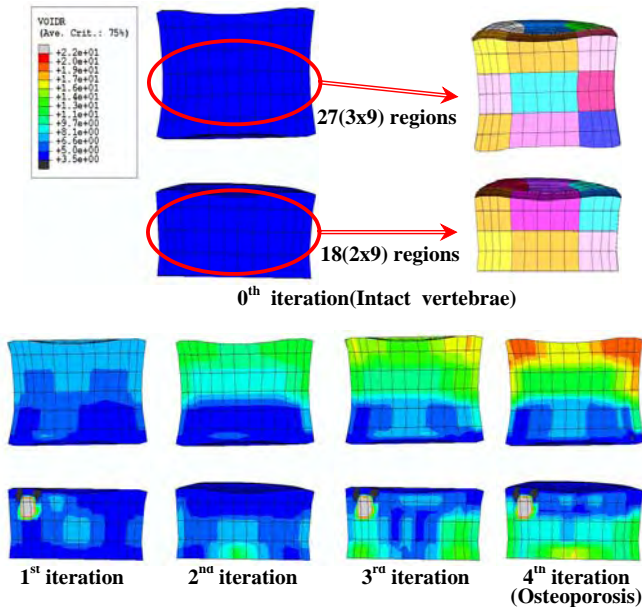 VOIDR
(Ave. Crit.: 75%)
+2.2e+01
+2.0e+01
+1.9e+01
+1.7e+01
+1.6e+01
+1.4e+01
+1.3e+01
+1.1e+01
+9.7e+00
+8.1e+00
+6.6e+00
+5.0e+00
+3.5e+00
27(3x9) regions
18(2x9) regions
0th iteration(Intact vertebrae)
1st iteration
2nd iteration
3rd iteration
4th iteration
(Osteoporosis)